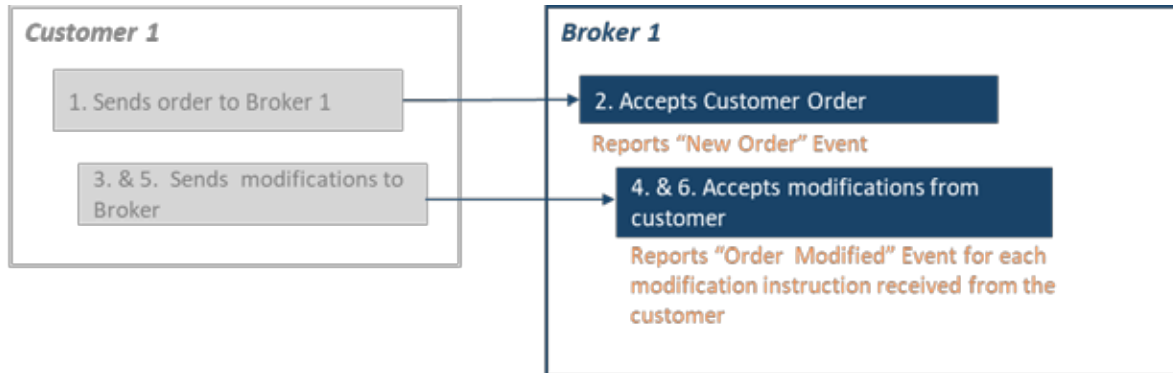 Customer 1
1. Sends order to Broker 1
3. & 5. Sends modifications to
Broker
Broker 1
2. Accepts Customer Order
Reports “New Order” Event
4. & 6. Accepts modifications from
customer
Reports “Order Modified” Event for each
modification instruction received from the
customer